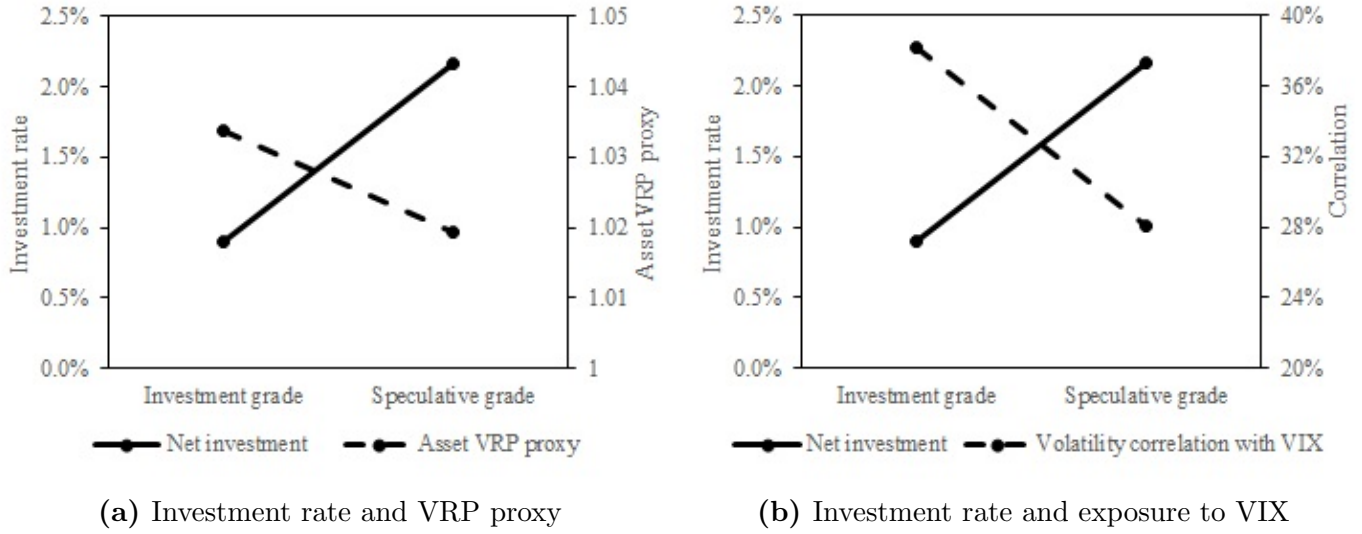 2.5%
2.0%
1.5%
1.0%
0.5%
0.0%
Investment rate
1.05
1.04
1.03
1.02
1.01
1
Asset VRP proxy
Investment grade Speculative grade
Net investment Asset VRP proxy
(a) Investment rate and VRP proxy
2.5%
2.0%
1.5%
1.0%
0.5%
0.0%
Investment rate
40%
36%
32%
28%
24%
20%
Correlation
Investment grade Speculative grade
Net investment Volatility correlation with VIX
(b) Investment rate and exposure to VIX